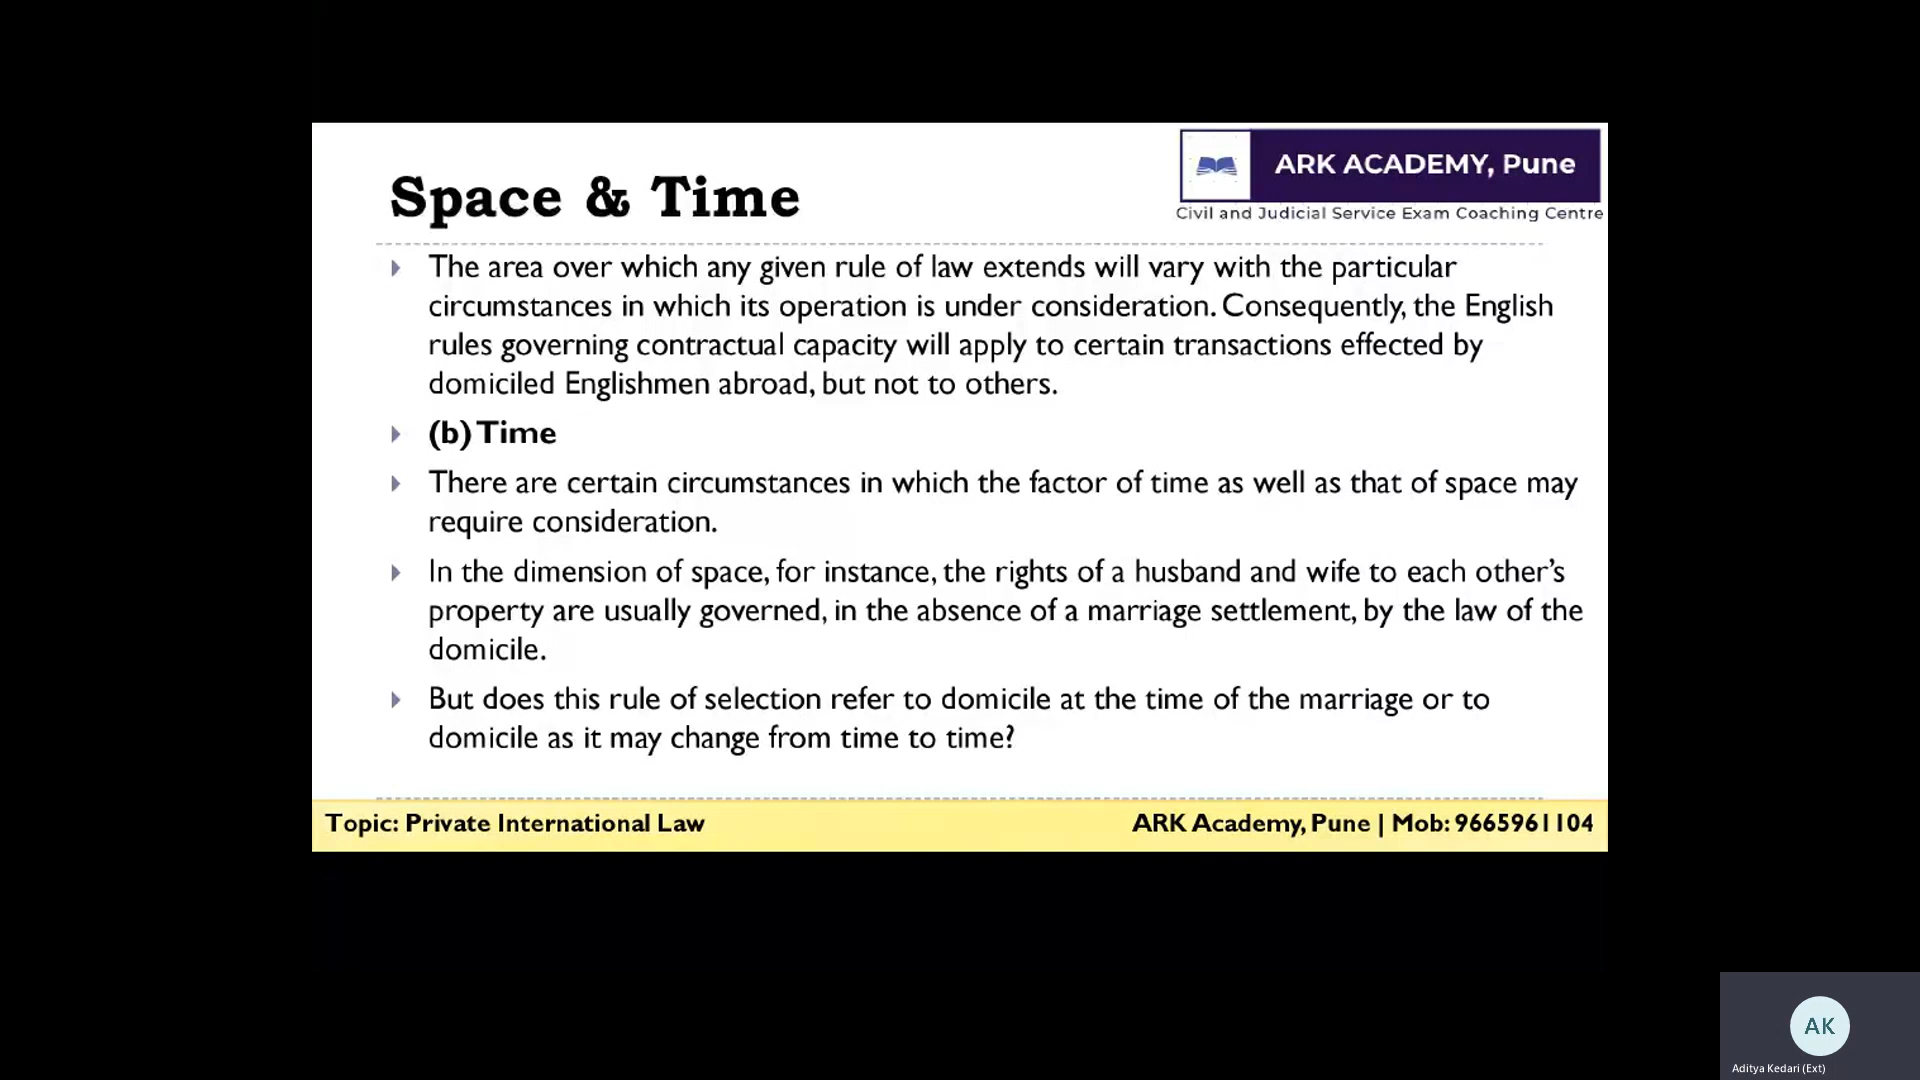 ARK ACADEMY, Pune
Civil and Judicial Service Exam Coaching Centre
Space & Time
The area over which any given rule of law extends will vary with the particular
circumstances in which its operation is under consideration. Consequently, the English
rules governing contractual capacity will apply to certain transactions effected by
domiciled Englishmen abroad, but not to others.
(b) Time
There are certain circumstances in which the factor of time as well as that of space may
require consideration.
In the dimension of space, for instance, the rights of a husband and wife to each other’s
property are usually governed, in the absence of a marriage settlement, by the law of the
domicile.
But does this rule of selection refer to domicile at the time of the marriage or to
domicile as it may change from time to time?
Topic: Private International Law
ARK Academy, Pune | Mob: 9665961104
AK
Aditya Kedari (Ext)